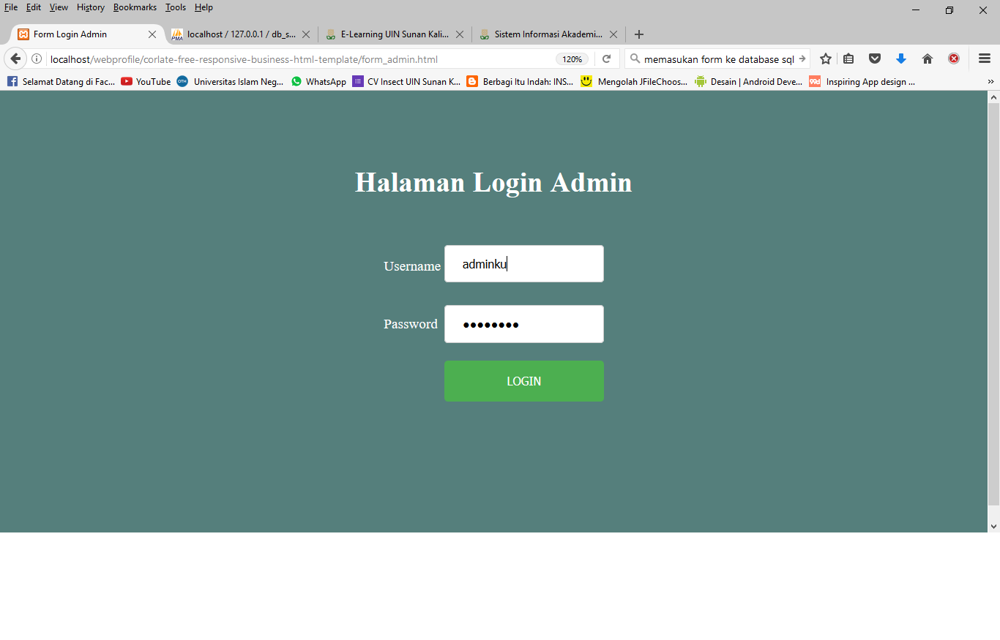 File Edit View History Bookmarks Tools Help
Form Login Admin localhost / 127.0.0.1 / db_s... E-Learning UIN Sunan Kali... Sistem Informasi Akademi...
localhost/webprofile/corlate-free-responsive-business-html-template/form_admin.html 120% memasukan form ke database sql
Selamat Datang di Fac... YouTube Universitas Islam Neg... WhatsApp CV Insect UIN Sunan K... Berbagi Itu Indah: INS... Mengolah JFileChoos... Desain | Android Deve... Inspiring App design ...
Halaman Login Admin
Username adminku
Password ••••••••
LOGIN